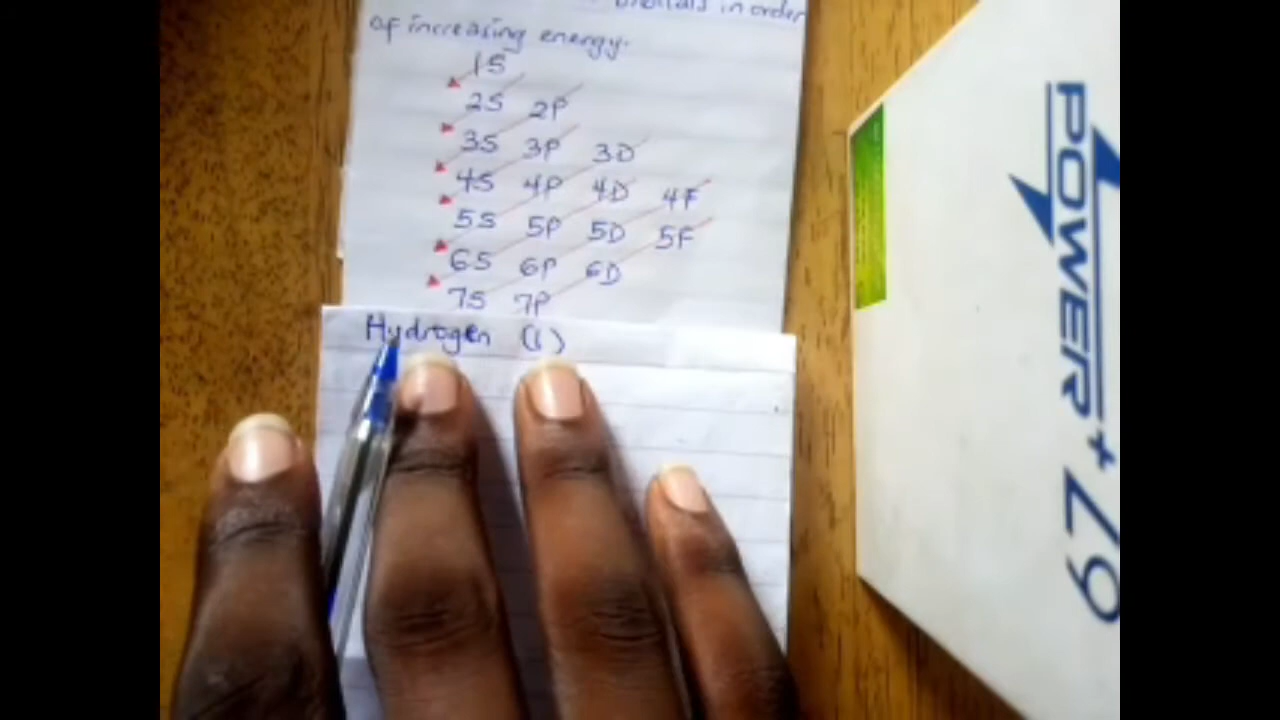 orbitals in order
of increasing energy.
1S
2S 2P
3S 3P 3D
4S 4P 4D 4F
5S 5P 5D 5F
6S 6P 6D
7S 7P
Hydrogen (1)
POWER+ Z9